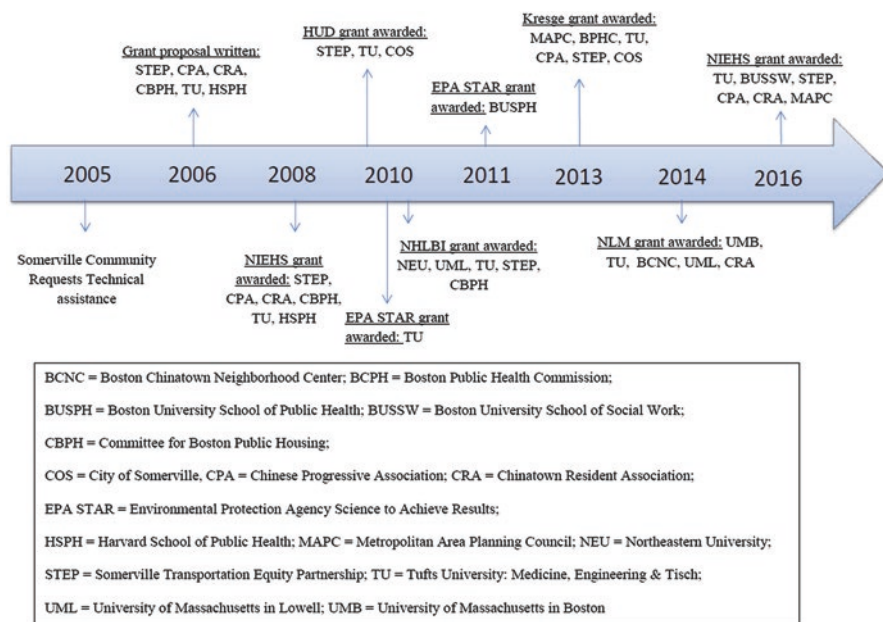 Grant proposal written:
STEP, CPA, CRA,
CBPH, TU, HSPH
HUD grant awarded:
STEP, TU, COS
EPA STAR grant
awarded: BUSPH
Kresge grant awarded:
MAPC, BPHC, TU,
CPA, STEP, COS
NIEHS grant awarded:
TU, BUSSW, STEP,
CPA, CRA, MAPC
2005 2006 2008 2010 2011 2013 2014 2016
Somerville Community
Requests Technical
assistance
NIEHS grant
awarded: STEP,
CPA, CRA, CBPH,
TU, HSPH
EPA STAR grant
awarded: TU
NHLBI grant awarded:
NEU, UML, TU, STEP,
CBPH
NLM grant awarded: UMB,
TU, BCNC, UML, CRA
BCNC = Boston Chinatown Neighborhood Center; BCPH = Boston Public Health Commission;
BUSPH = Boston University School of Public Health; BUSSW = Boston University School of Social Work;
CBPH = Committee for Boston Public Housing;
COS = City of Somerville, CPA = Chinese Progressive Association; CRA = Chinatown Resident Association;
EPA STAR = Environmental Protection Agency Science to Achieve Results;
HSPH = Harvard School of Public Health; MAPC = Metropolitan Area Planning Council; NEU = Northeastern University;
STEP = Somerville Transportation Equity Partnership; TU = Tufts University: Medicine, Engineering & Tisch;
UML = University of Massachusetts in Lowell; UMB = University of Massachusetts in Boston